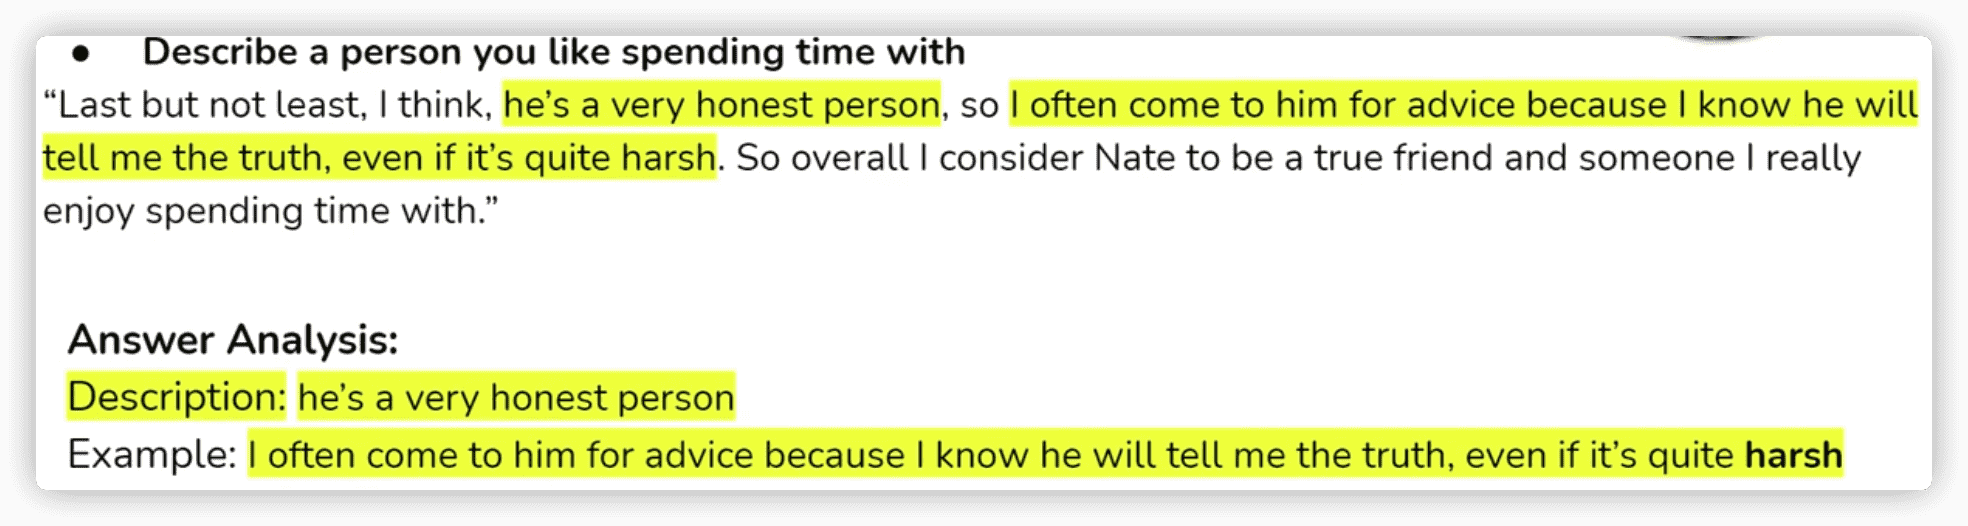 ● Describe a person you like spending time with
“Last but not least, I think, he’s a very honest person, so I often come to him for advice because I know he will
tell me the truth, even if it’s quite harsh. So overall I consider Nate to be a true friend and someone I really
enjoy spending time with.”
Answer Analysis:
Description: he’s a very honest person
Example: I often come to him for advice because I know he will tell me the truth, even if it’s quite harsh